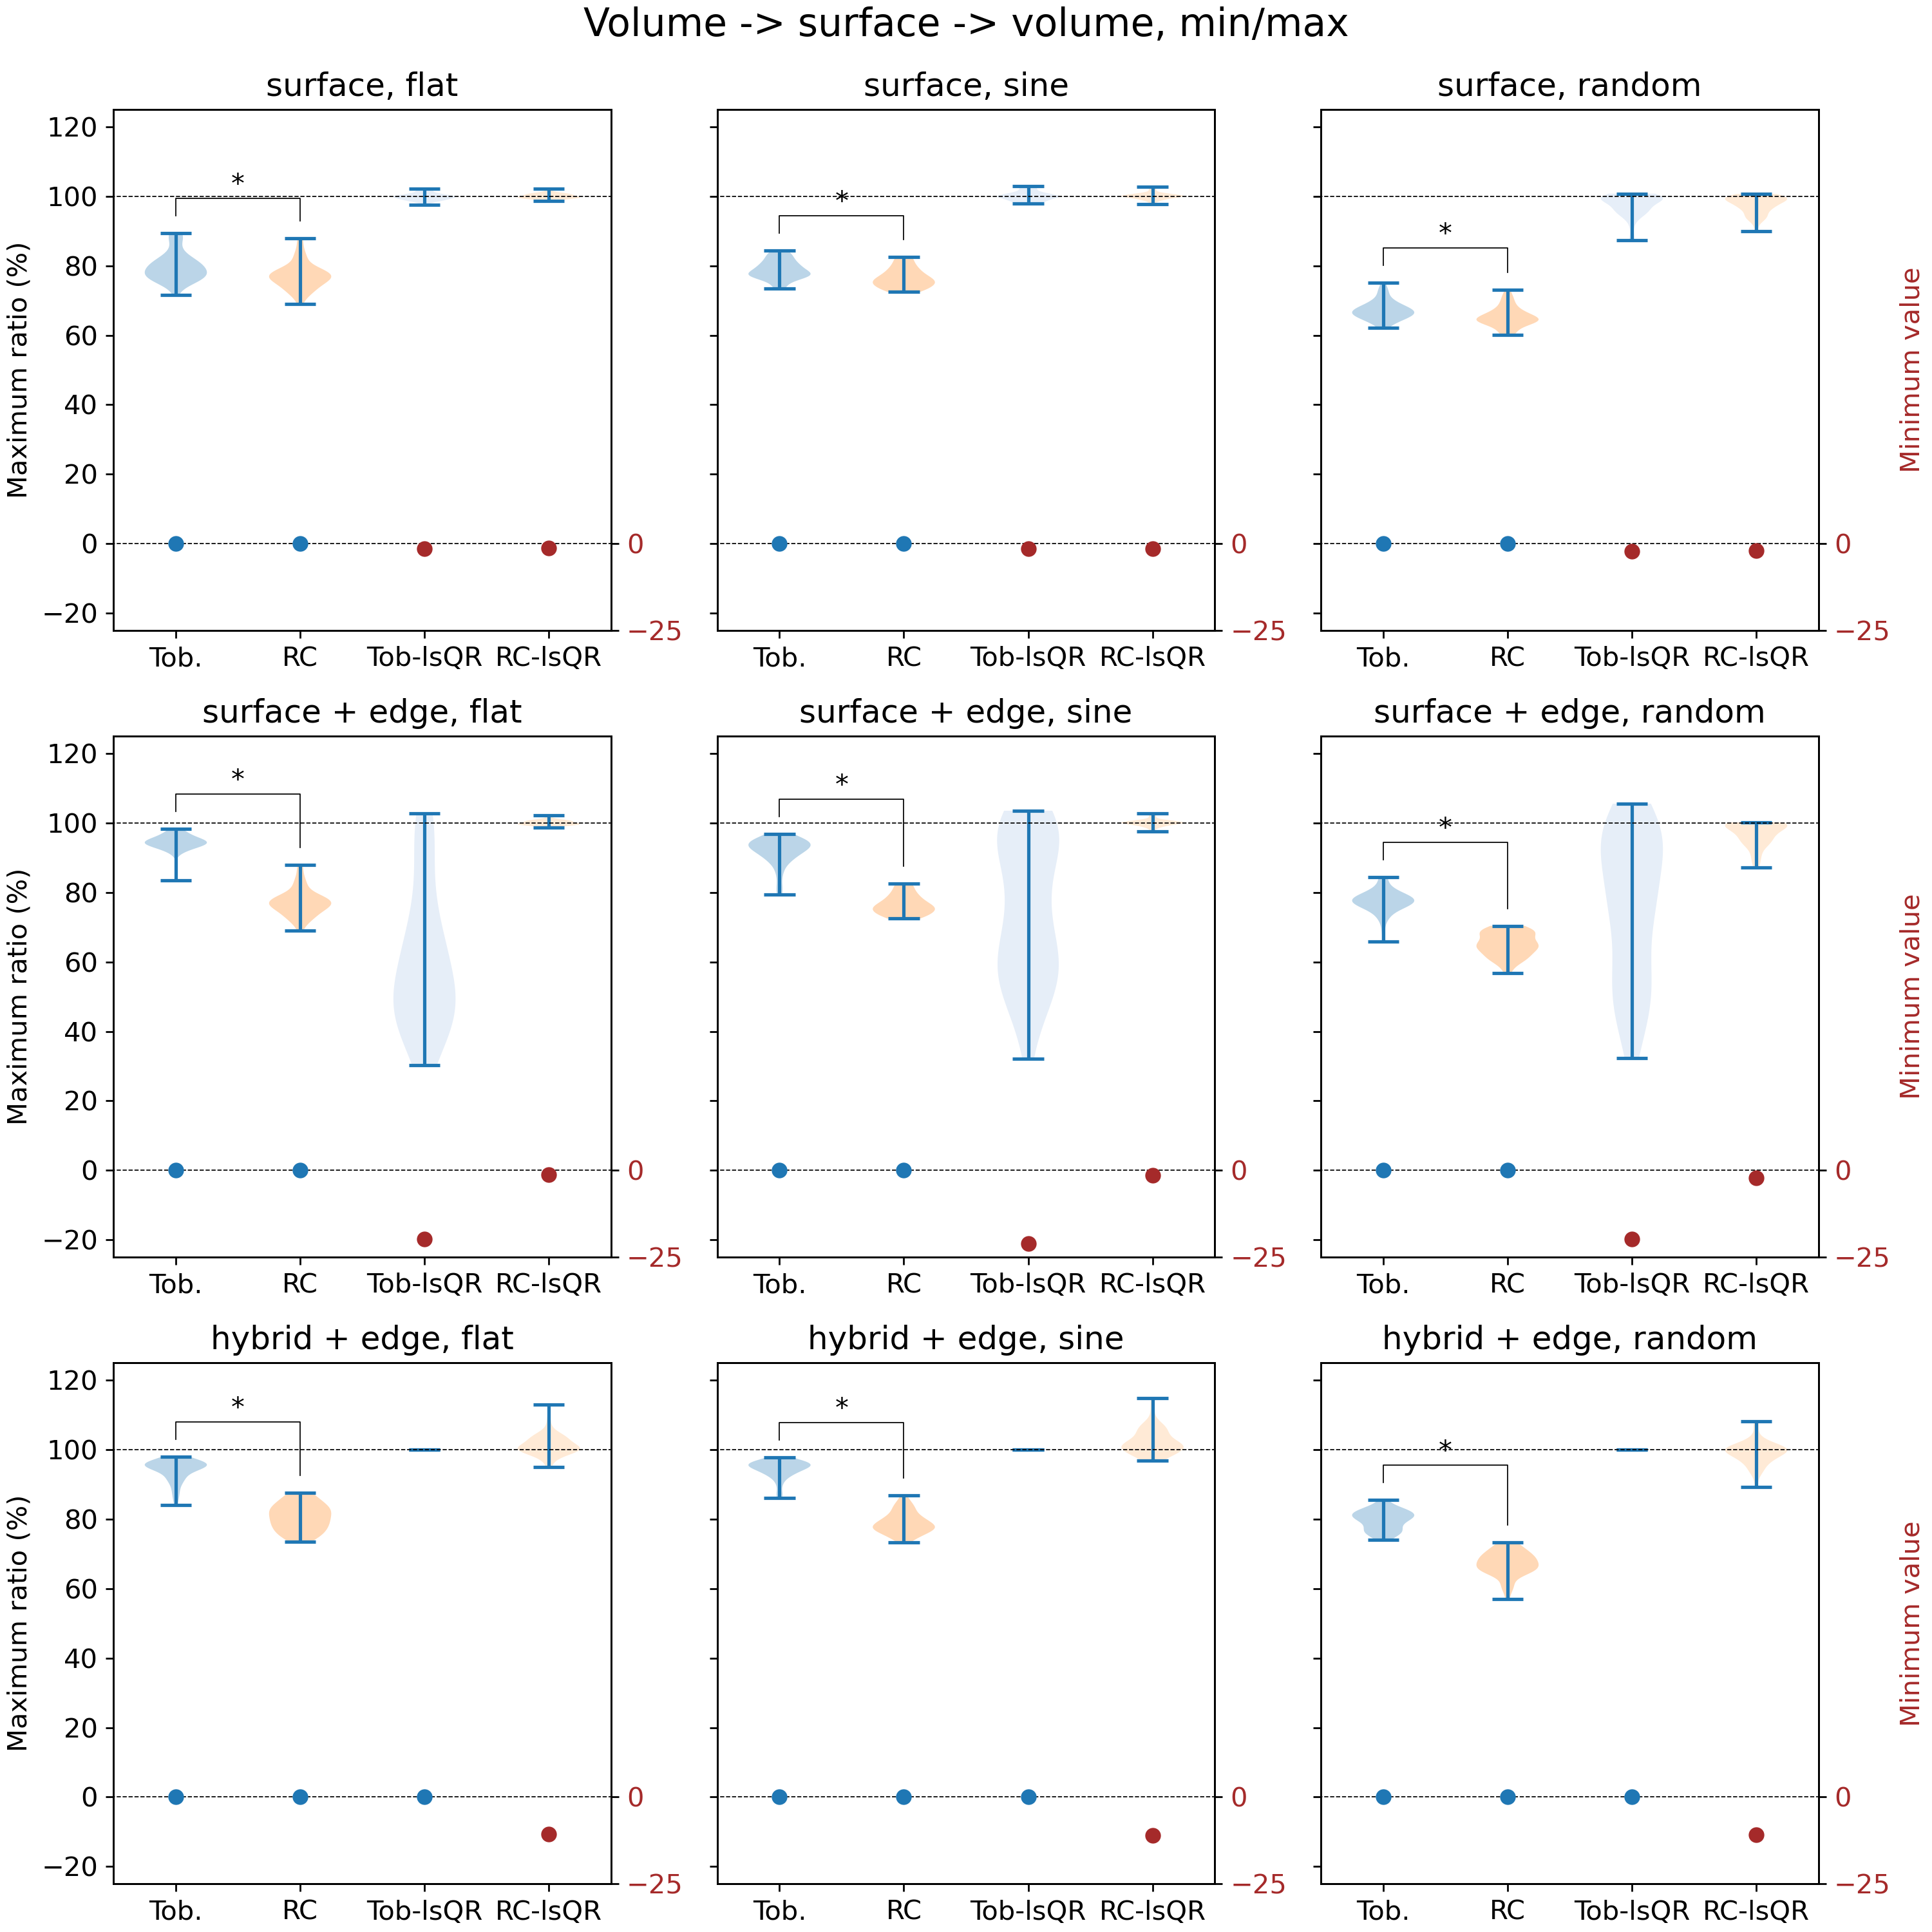 Volume -> surface -> volume, min/max
surface, flat
surface, sine
surface, random
Maximum ratio (%)
120
100
80
60
40
20
0
−20
*
*
*
0
−25
0
−25
0
−25
Minimum value
Tob. RC Tob-lsQR RC-lsQR
Tob. RC Tob-lsQR RC-lsQR
Tob. RC Tob-lsQR RC-lsQR
surface + edge, flat
surface + edge, sine
surface + edge, random
Maximum ratio (%)
120
100
80
60
40
20
0
−20
*
*
*
0
−25
0
−25
0
−25
Minimum value
Tob. RC Tob-lsQR RC-lsQR
Tob. RC Tob-lsQR RC-lsQR
Tob. RC Tob-lsQR RC-lsQR
hybrid + edge, flat
hybrid + edge, sine
hybrid + edge, random
Maximum ratio (%)
120
100
80
60
40
20
0
−20
*
*
*
0
−25
0
−25
0
−25
Minimum value
Tob. RC Tob-lsQR RC-lsQR
Tob. RC Tob-lsQR RC-lsQR
Tob. RC Tob-lsQR RC-lsQR